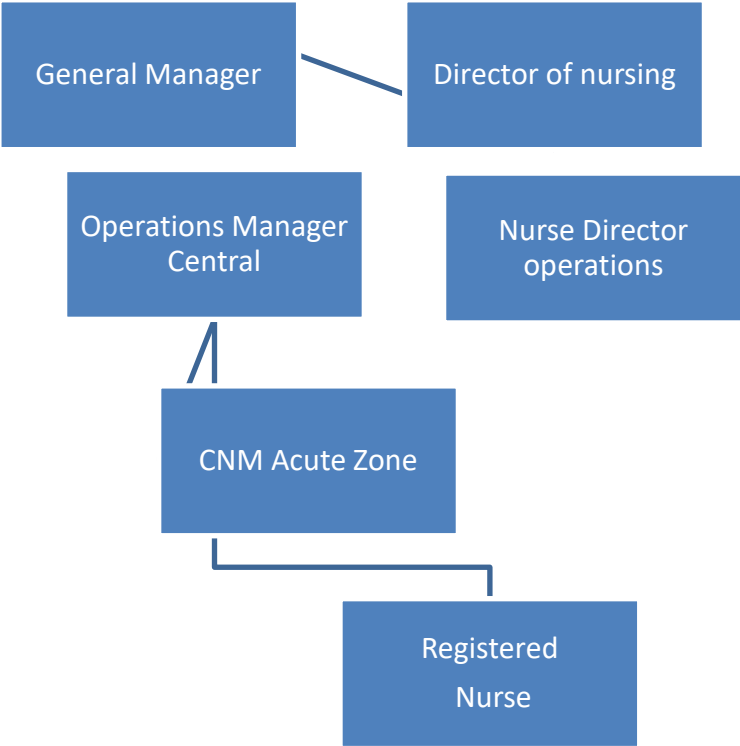 General Manager
Director of nursing
Operations Manager
Central
Nurse Director
operations
CNM Acute Zone
Registered
Nurse